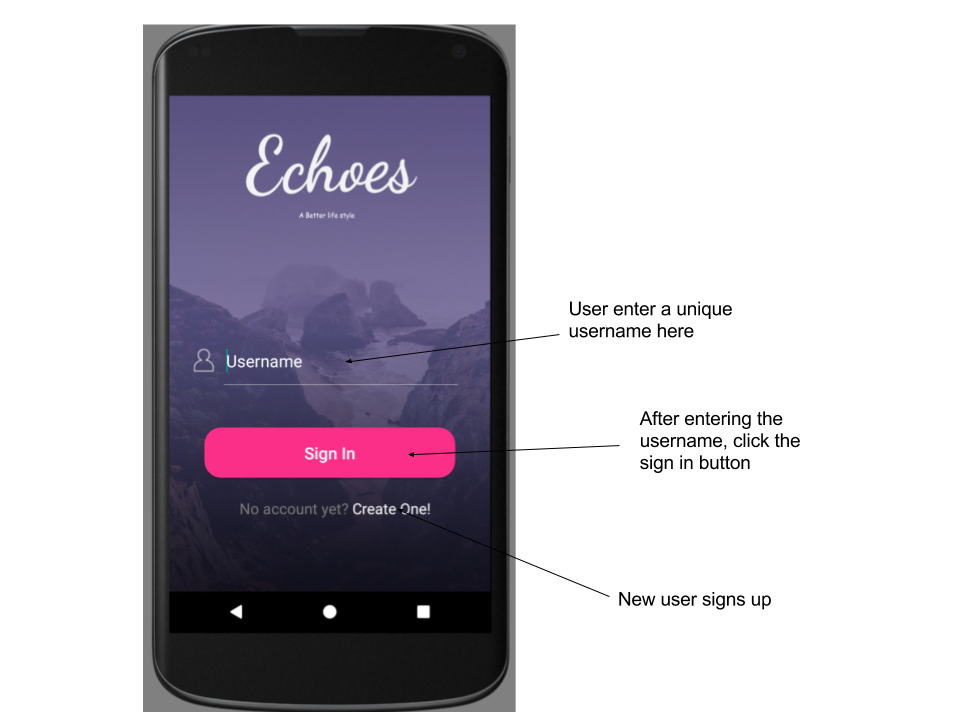 Echoes
A Better life style
User enter a unique
username here
Username
After entering the
username, click the
sign in button
Sign In
No account yet? Create One!
New user signs up